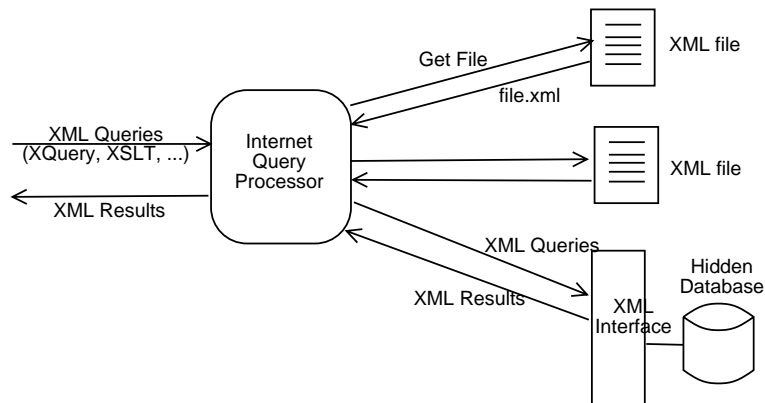 XML file
Get File
file.xml
XML Queries
(XQuery, XSLT, ...)
Internet
Query
Processor
XML file
XML Results
XML Queries
XML Results
Hidden
Database
XML
Interface